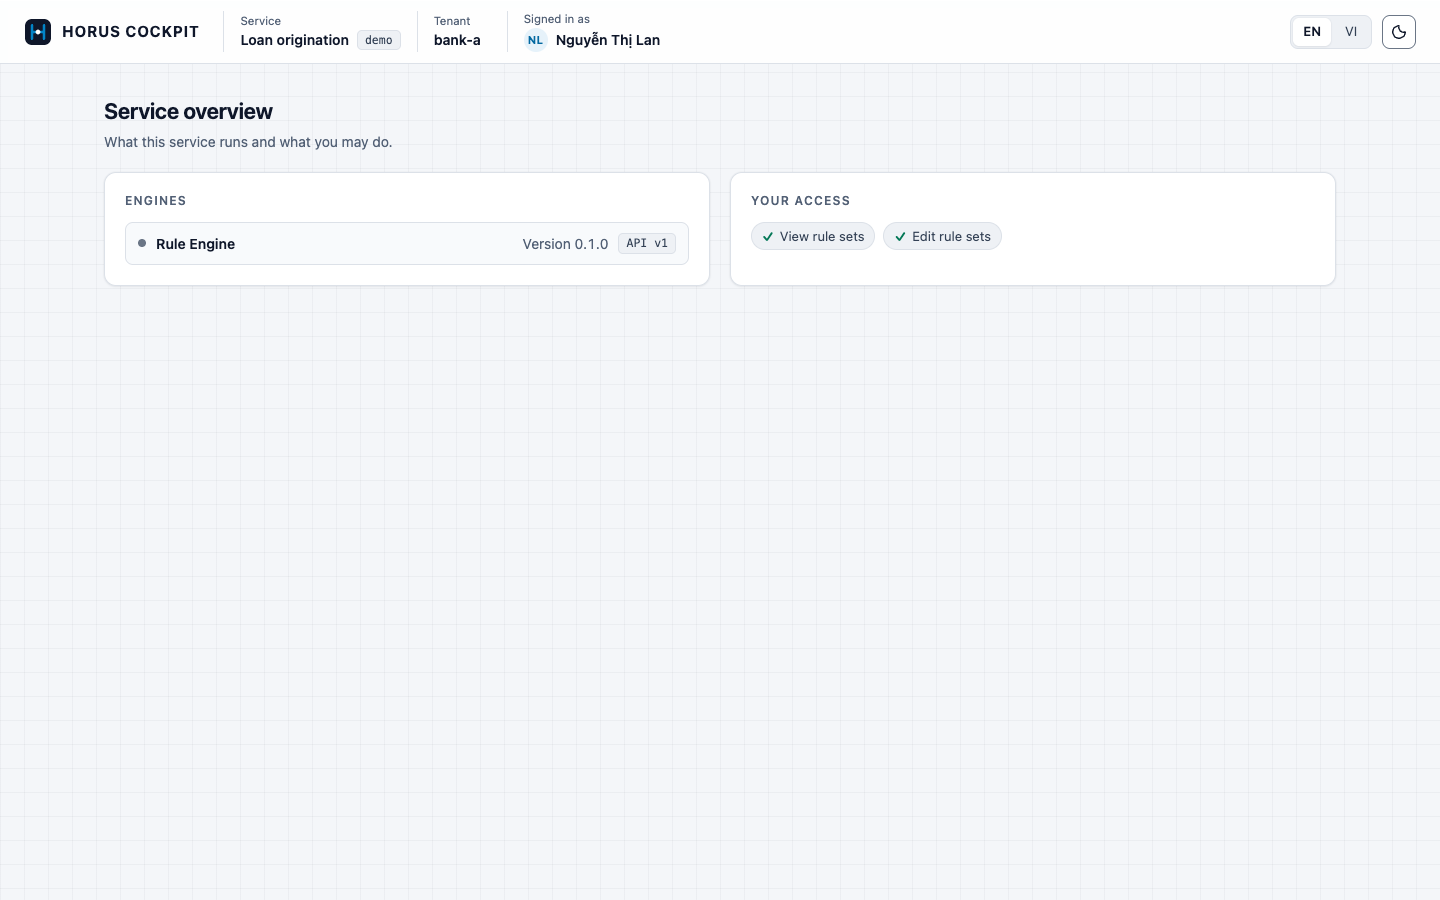 HORUS COCKPIT
Service
Loan origination demo
Tenant
bank-a
Signed in as
NL Nguyễn Thị Lan
EN VI
Service overview
What this service runs and what you may do.
ENGINES
Rule Engine Version 0.1.0 API v1
YOUR ACCESS
View rule sets Edit rule sets